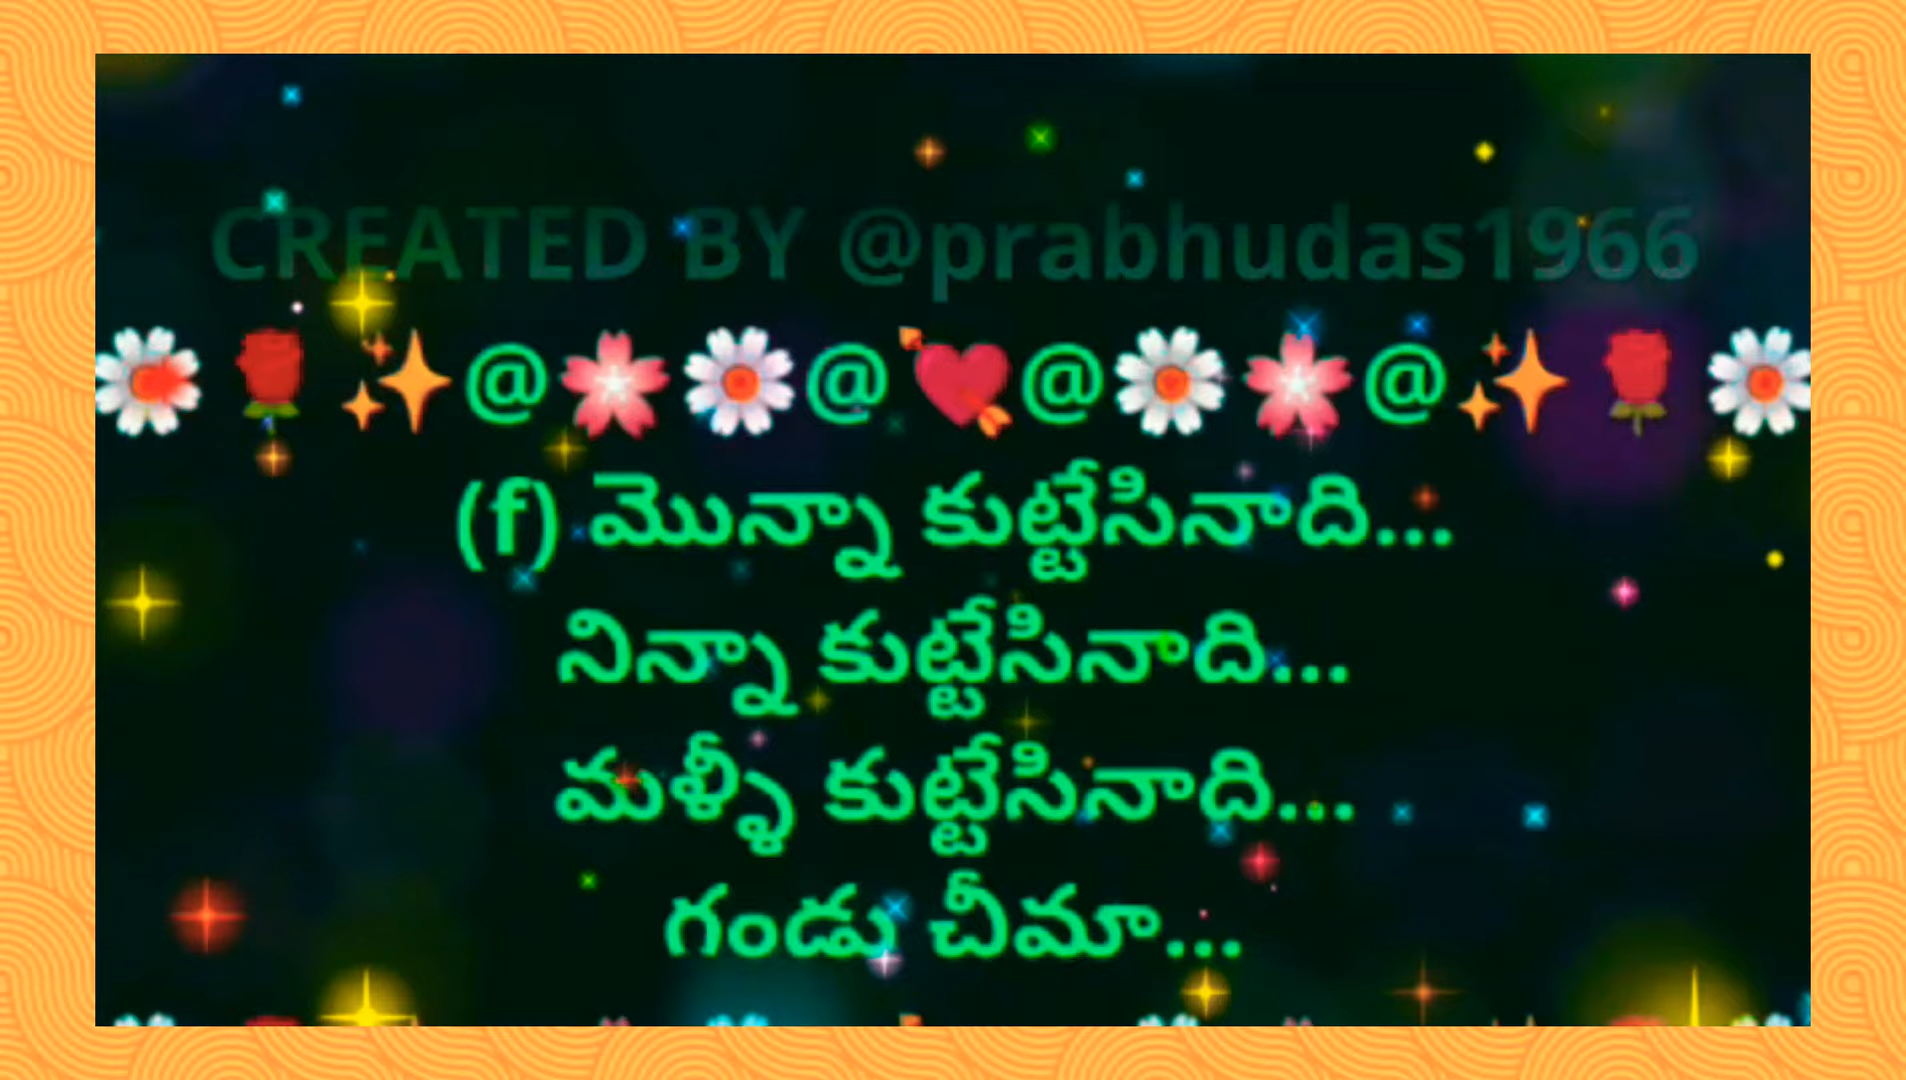 CREATED BY @prabhudas1966
🌼🌹✨@🌸🌼@💘@🌼🌸@✨🌹🌼
(f) మొన్నా కుట్టేసినాది...
నిన్నా కుట్టేసినాది...
మళ్ళీ కుట్టేసినాది...
గండు చీమా...